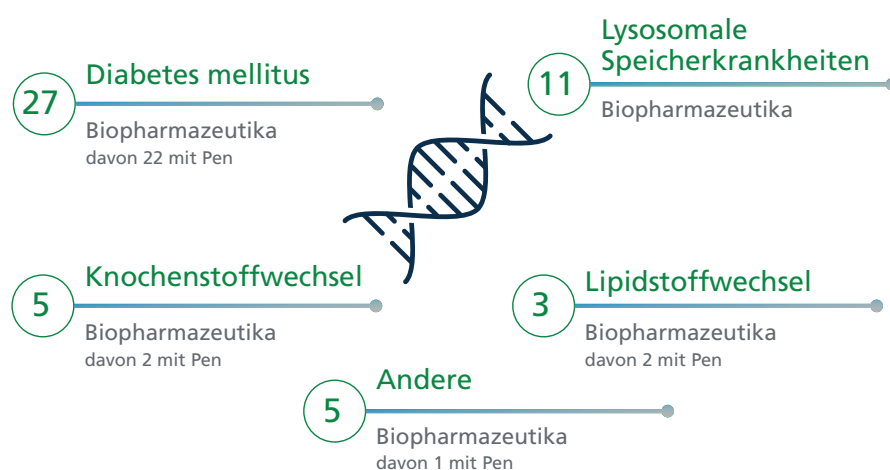 27
Diabetes mellitus
Biopharmazeutika
davon 22 mit Pen
11
Lysosomale
Speicherkrankheiten
Biopharmazeutika
5
Knochenstoffwechsel
Biopharmazeutika
davon 2 mit Pen
3
Lipidstoffwechsel
Biopharmazeutika
davon 2 mit Pen
5
Andere
Biopharmazeutika
davon 1 mit Pen